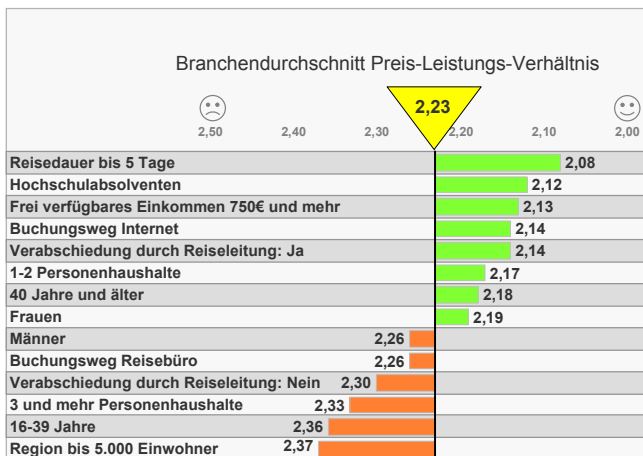 Branchendurchschnitt Preis-Leistungs-Verhältnis
2,23
2,50 2,40 2,30 2,20 2,10 2,00
Reisedauer bis 5 Tage 2,08
Hochschulabsolventen 2,12
Frei verfügbares Einkommen 750€ und mehr 2,13
Buchungsweg Internet 2,14
Verabschiedung durch Reiseleitung: Ja 2,14
1-2 Personenhaushalte 2,17
40 Jahre und älter 2,18
Frauen 2,19
Männer 2,26
Buchungsweg Reisebüro 2,26
Verabschiedung durch Reiseleitung: Nein 2,30
3 und mehr Personenhaushalte 2,33
16-39 Jahre 2,36
Region bis 5.000 Einwohner 2,37